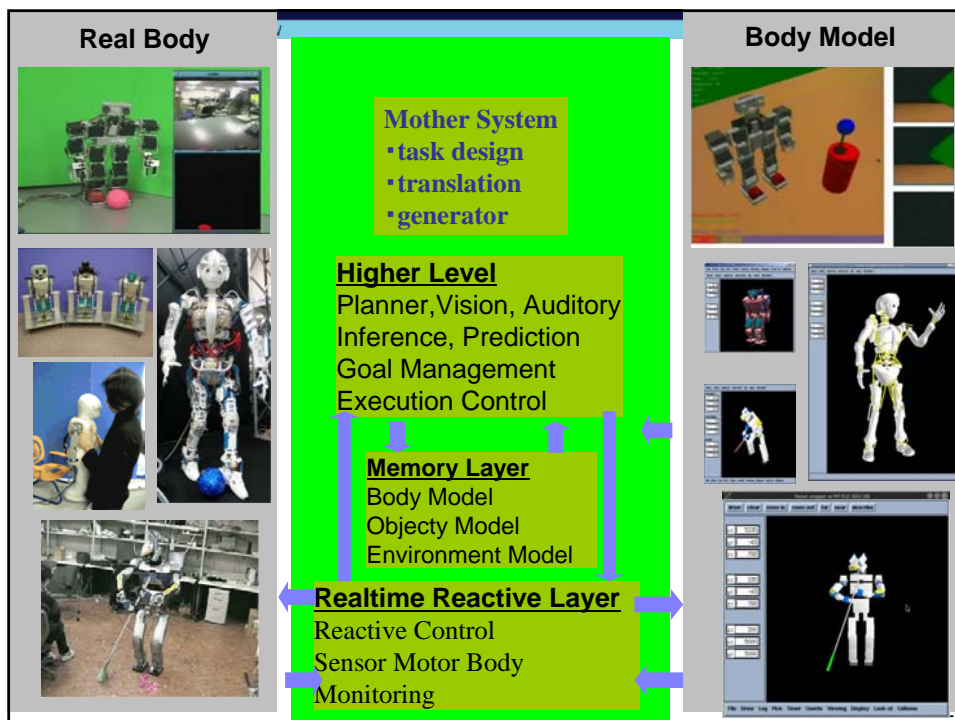 Real Body
Mother System
・task design
・translation
・generator
Higher Level
Planner,Vision, Auditory
Inference, Prediction
Goal Management
Execution Control
Memory Layer
Body Model
Objecty Model
Environment Model
Realtime Reactive Layer
Reactive Control
Sensor Motor Body
Monitoring
Body Model